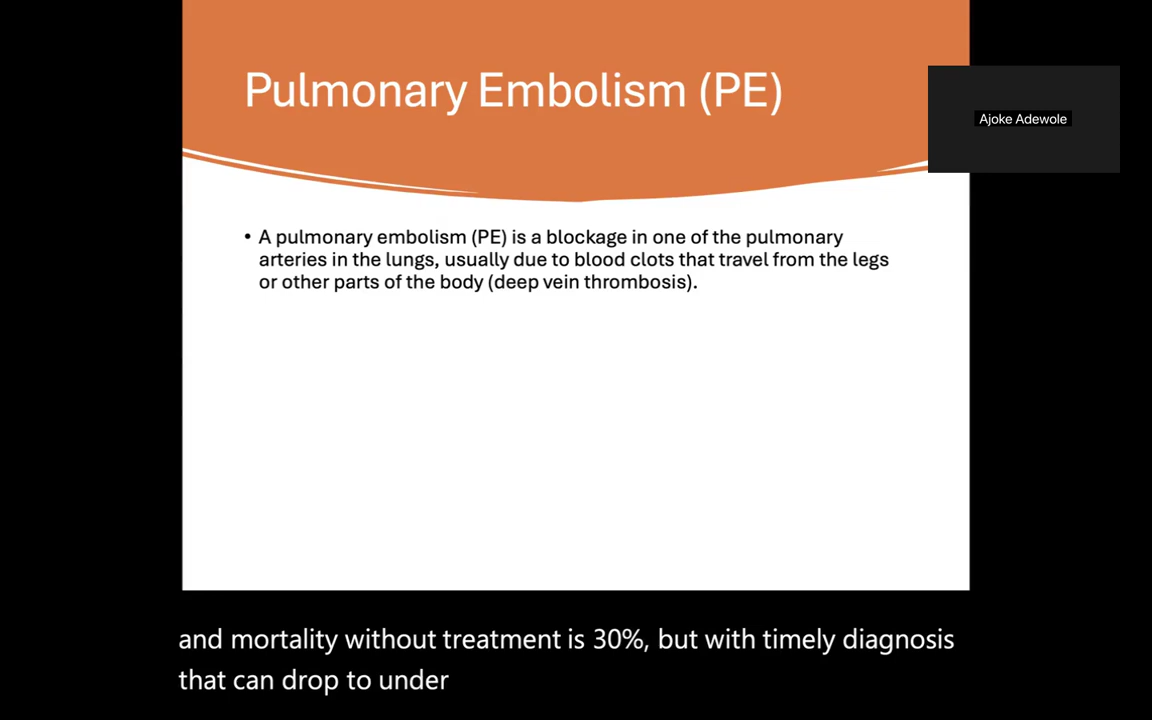 Pulmonary Embolism (PE)
Ajoke Adewole
• A pulmonary embolism (PE) is a blockage in one of the pulmonary
arteries in the lungs, usually due to blood clots that travel from the legs
or other parts of the body (deep vein thrombosis).
and mortality without treatment is 30%, but with timely diagnosis
that can drop to under